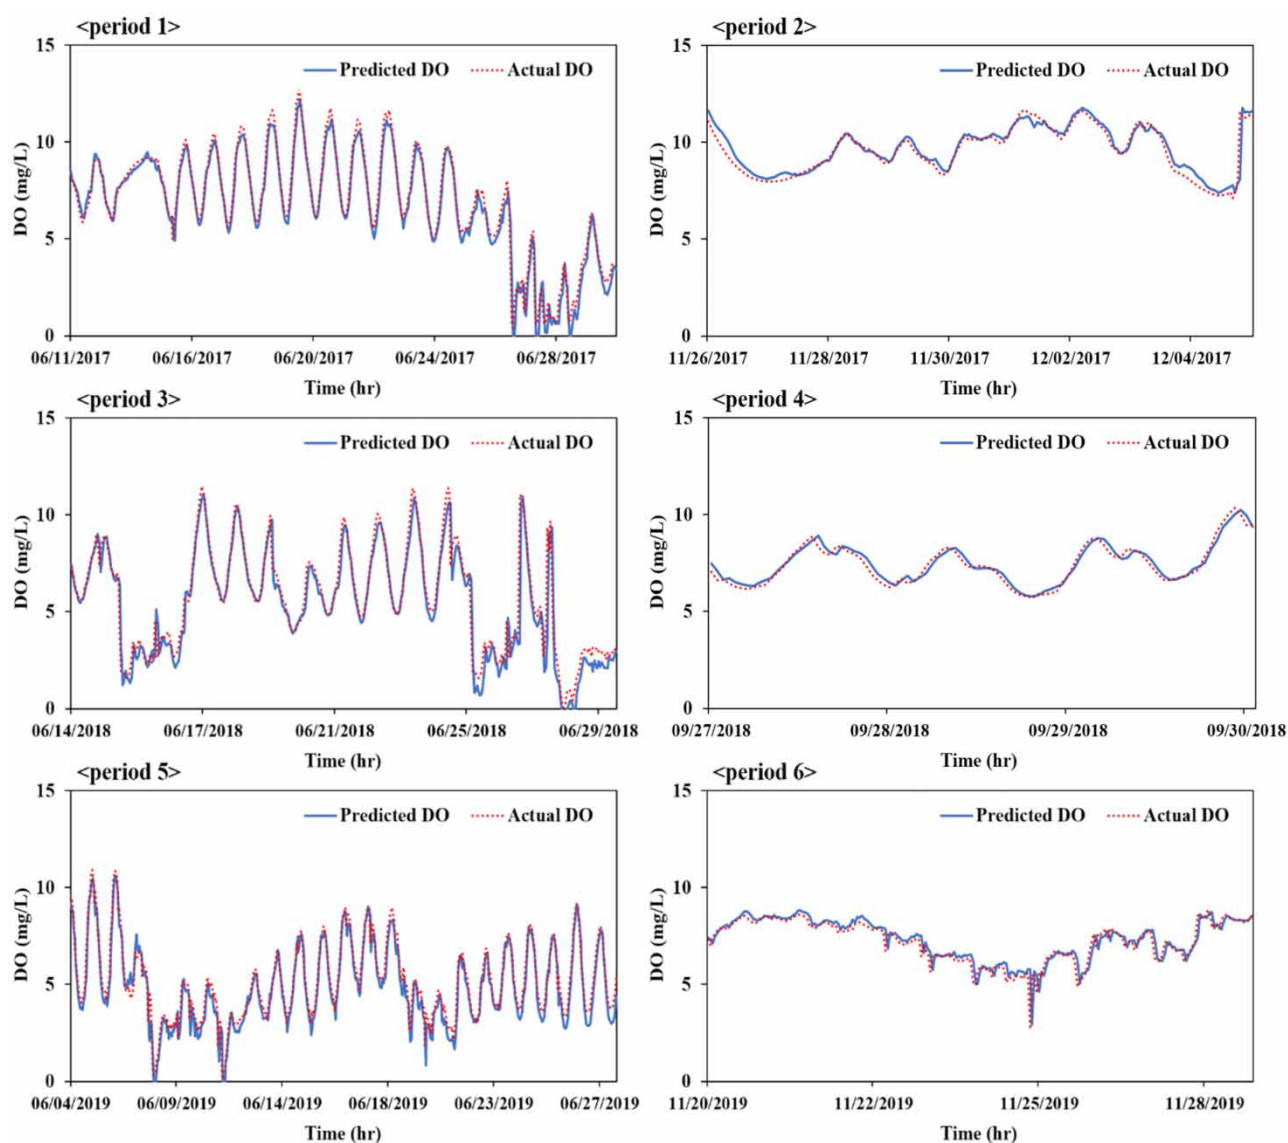 <period 1>
15
10
5
0
DO (mg/L)
Predicted DO Actual DO
06/11/2017 06/16/2017 06/20/2017 06/24/2017 06/28/2017
Time (hr)
<period 2>
15
10
5
0
DO (mg/L)
Predicted DO Actual DO
11/26/2017 11/28/2017 11/30/2017 12/02/2017 12/04/2017
Time (hr)
<period 3>
15
10
5
0
DO (mg/L)
Predicted DO Actual DO
06/14/2018 06/17/2018 06/21/2018 06/25/2018 06/29/2018
Time (hr)
<period 4>
15
10
5
0
DO (mg/L)
Predicted DO Actual DO
09/27/2018 09/28/2018 09/29/2018 09/30/2018
Time (hr)
<period 5>
15
10
5
0
DO (mg/L)
Predicted DO Actual DO
06/04/2019 06/09/2019 06/14/2019 06/18/2019 06/23/2019 06/27/2019
Time (hr)
<period 6>
15
10
5
0
DO (mg/L)
Predicted DO Actual DO
11/20/2019 11/22/2019 11/25/2019 11/28/2019
Time (hr)